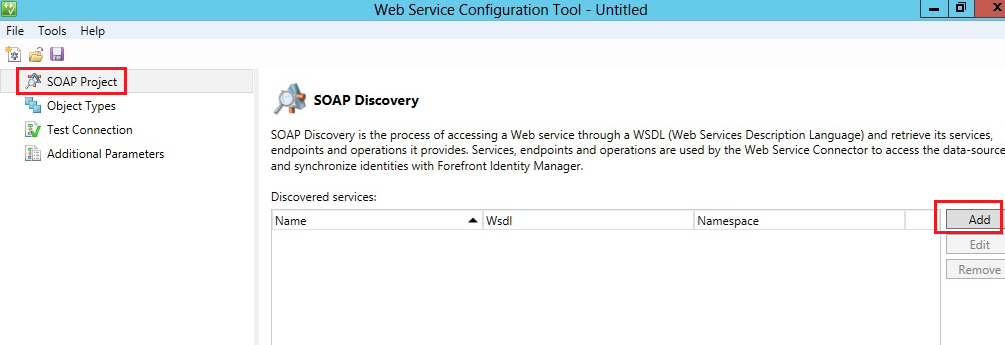 Web Service Configuration Tool - Untitled
File Tools Help
SOAP Project
Object Types
Test Connection
Additional Parameters
SOAP Discovery
SOAP Discovery is the process of accessing a Web service through a WSDL (Web Services Description Language) and retrieve its services,
endpoints and operations it provides. Services, endpoints and operations are used by the Web Service Connector to access the data-source
and synchronize identities with Forefront Identity Manager.
Discovered services:
Name Wsdl Namespace
Add
Edit
Remove